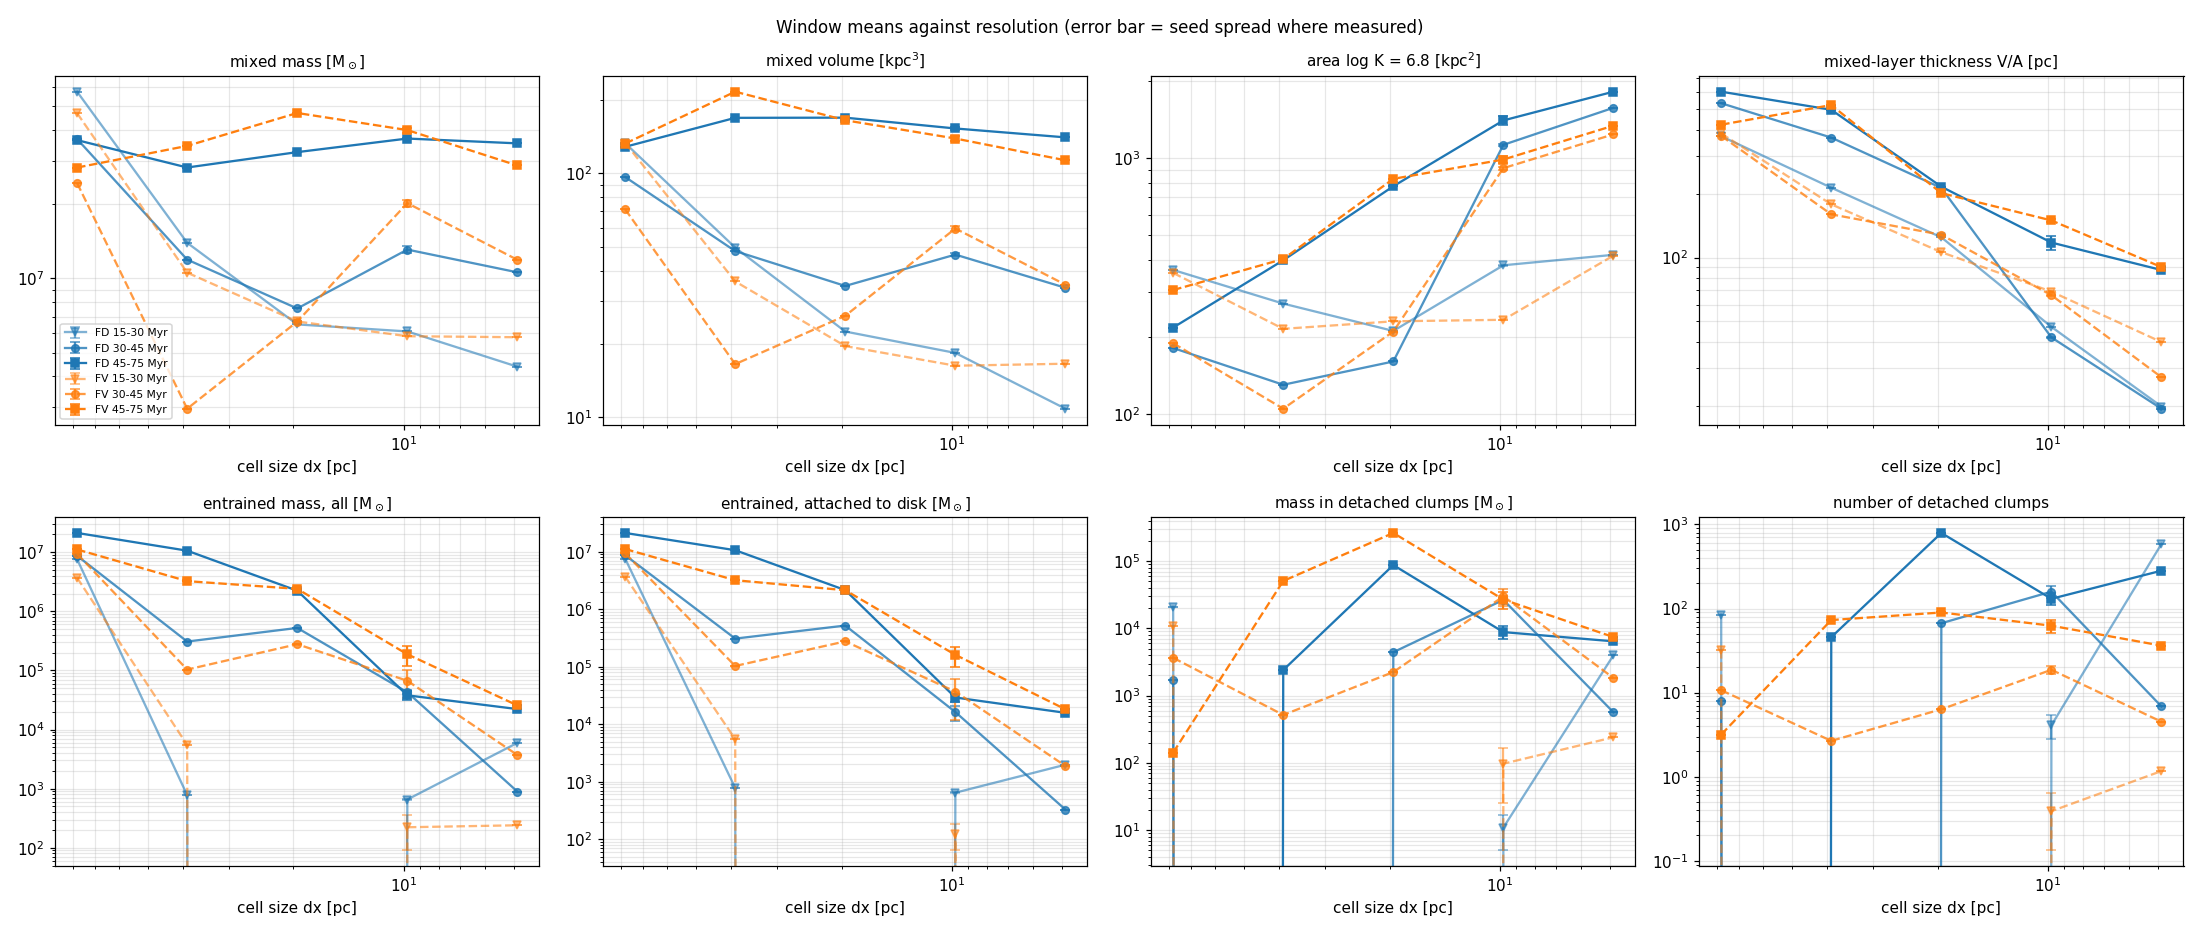 Window means against resolution (error bar = seed spread where measured)
mixed mass [M⊙]
10⁷
FD 15-30 Myr
FD 30-45 Myr
FD 45-75 Myr
FV 15-30 Myr
FV 30-45 Myr
FV 45-75 Myr
10¹
cell size dx [pc]
mixed volume [kpc³]
10²
10¹
10¹
cell size dx [pc]
area log K = 6.8 [kpc²]
10³
10²
10¹
cell size dx [pc]
mixed-layer thickness V/A [pc]
10²
10¹
cell size dx [pc]
entrained mass, all [M⊙]
10⁷
10⁶
10⁵
10⁴
10³
10²
10¹
cell size dx [pc]
entrained, attached to disk [M⊙]
10⁷
10⁶
10⁵
10⁴
10³
10²
10¹
cell size dx [pc]
mass in detached clumps [M⊙]
10⁵
10⁴
10³
10²
10¹
10¹
cell size dx [pc]
number of detached clumps
10³
10²
10¹
10⁰
10⁻¹
10¹
cell size dx [pc]